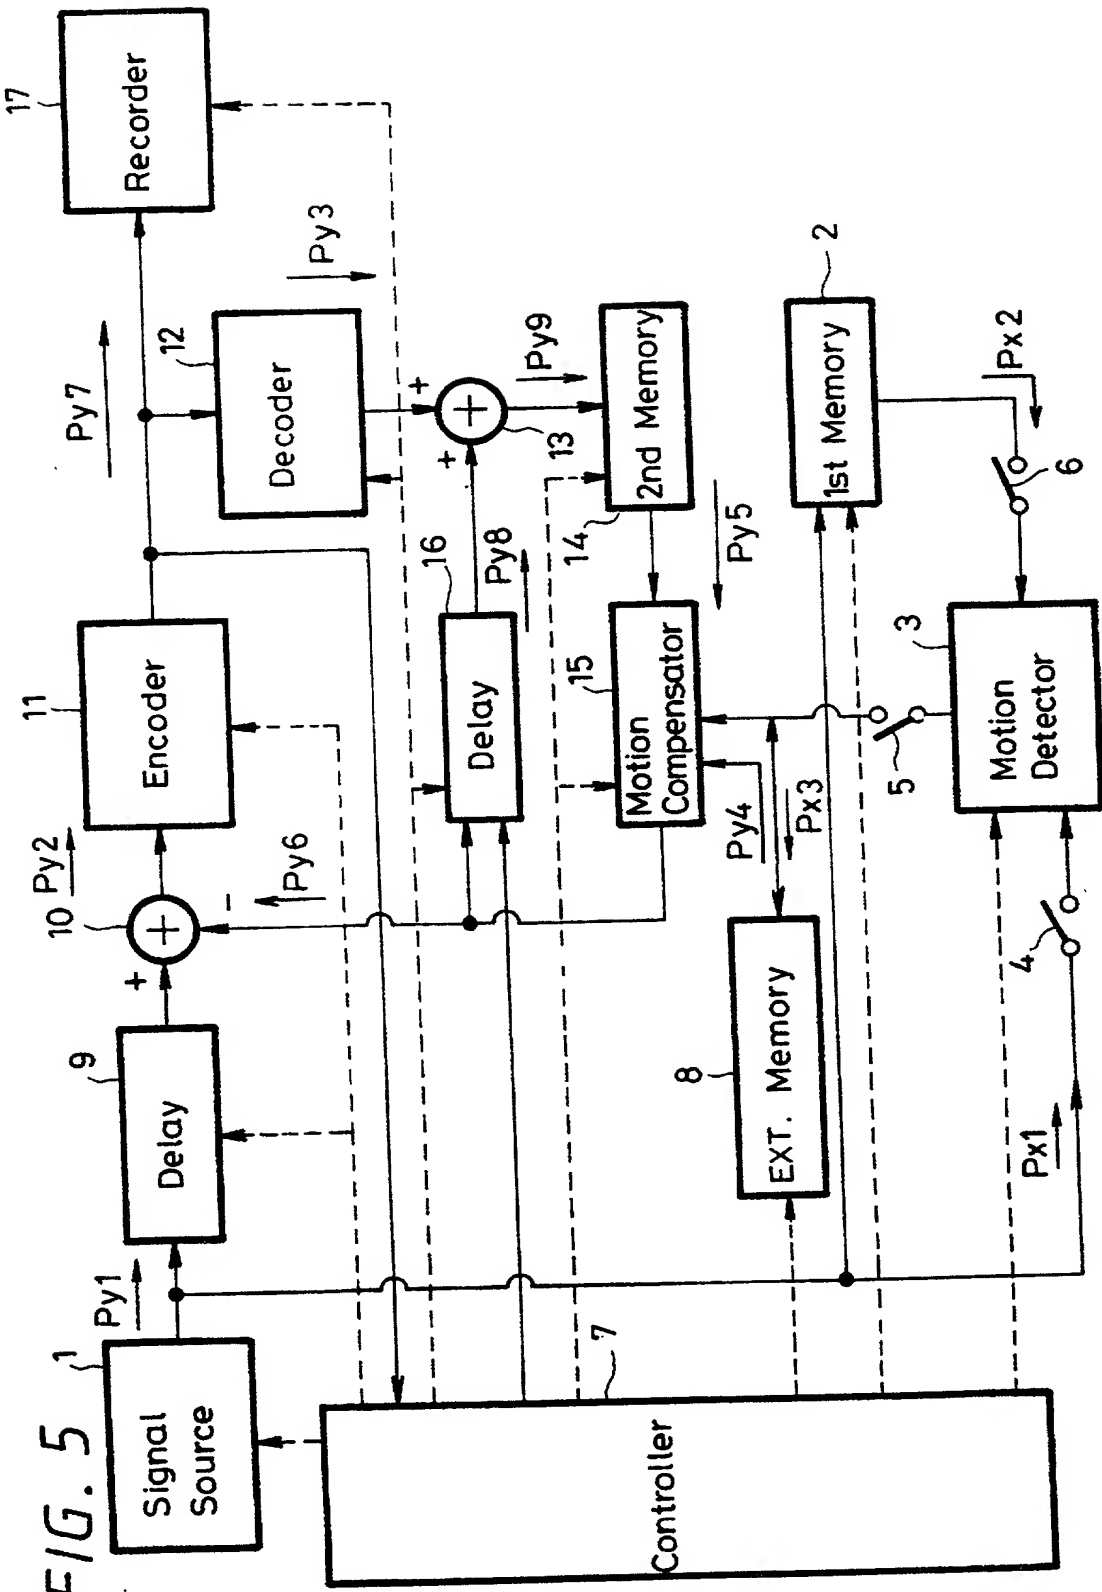 FIG. 5
1
Signal
Source
Py1
9
Delay
10
+
-
Py2
Py6
11
Encoder
Py7
12
Decoder
Py3
17
Recorder
16
Delay
Py8
+
+
13
Py9
14
2nd Memory
Py5
15
Motion
Compensator
Py4
Px3
8
EXT. Memory
2
1st Memory
Px2
6
3
Motion
Detector
5
4
Px1
7
Controller